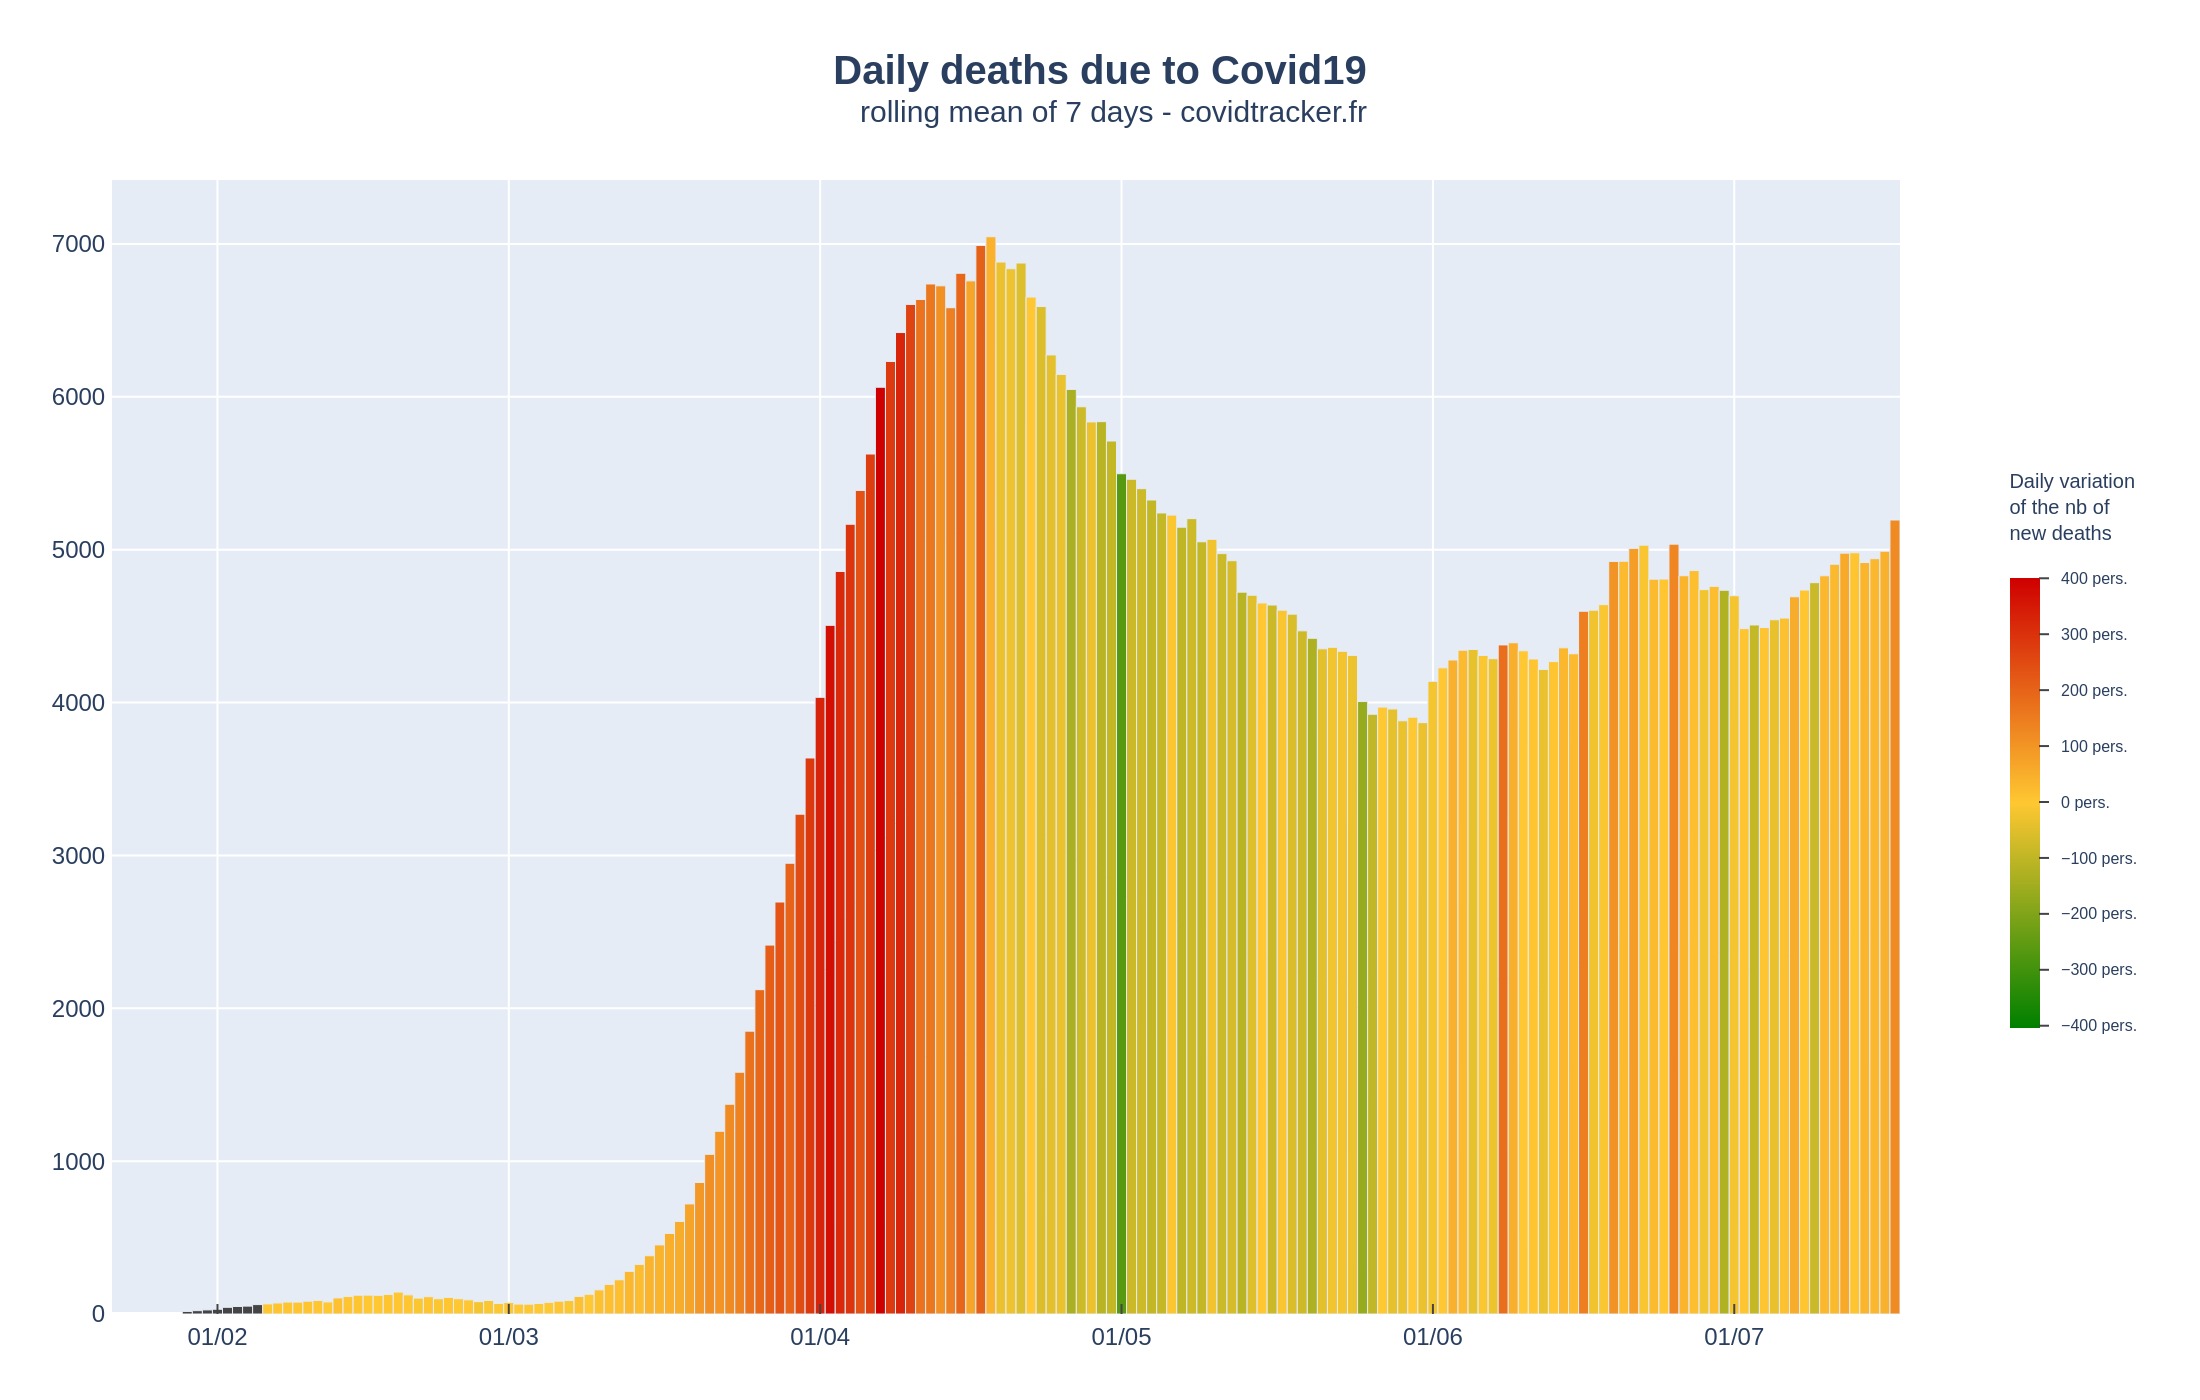 Daily deaths due to Covid19
rolling mean of 7 days - covidtracker.fr
7000
6000
5000
4000
3000
2000
1000
0
01/02
01/03
01/04
01/05
01/06
01/07
Daily variation
of the nb of
new deaths
400 pers.
300 pers.
200 pers.
100 pers.
0 pers.
−100 pers.
−200 pers.
−300 pers.
−400 pers.